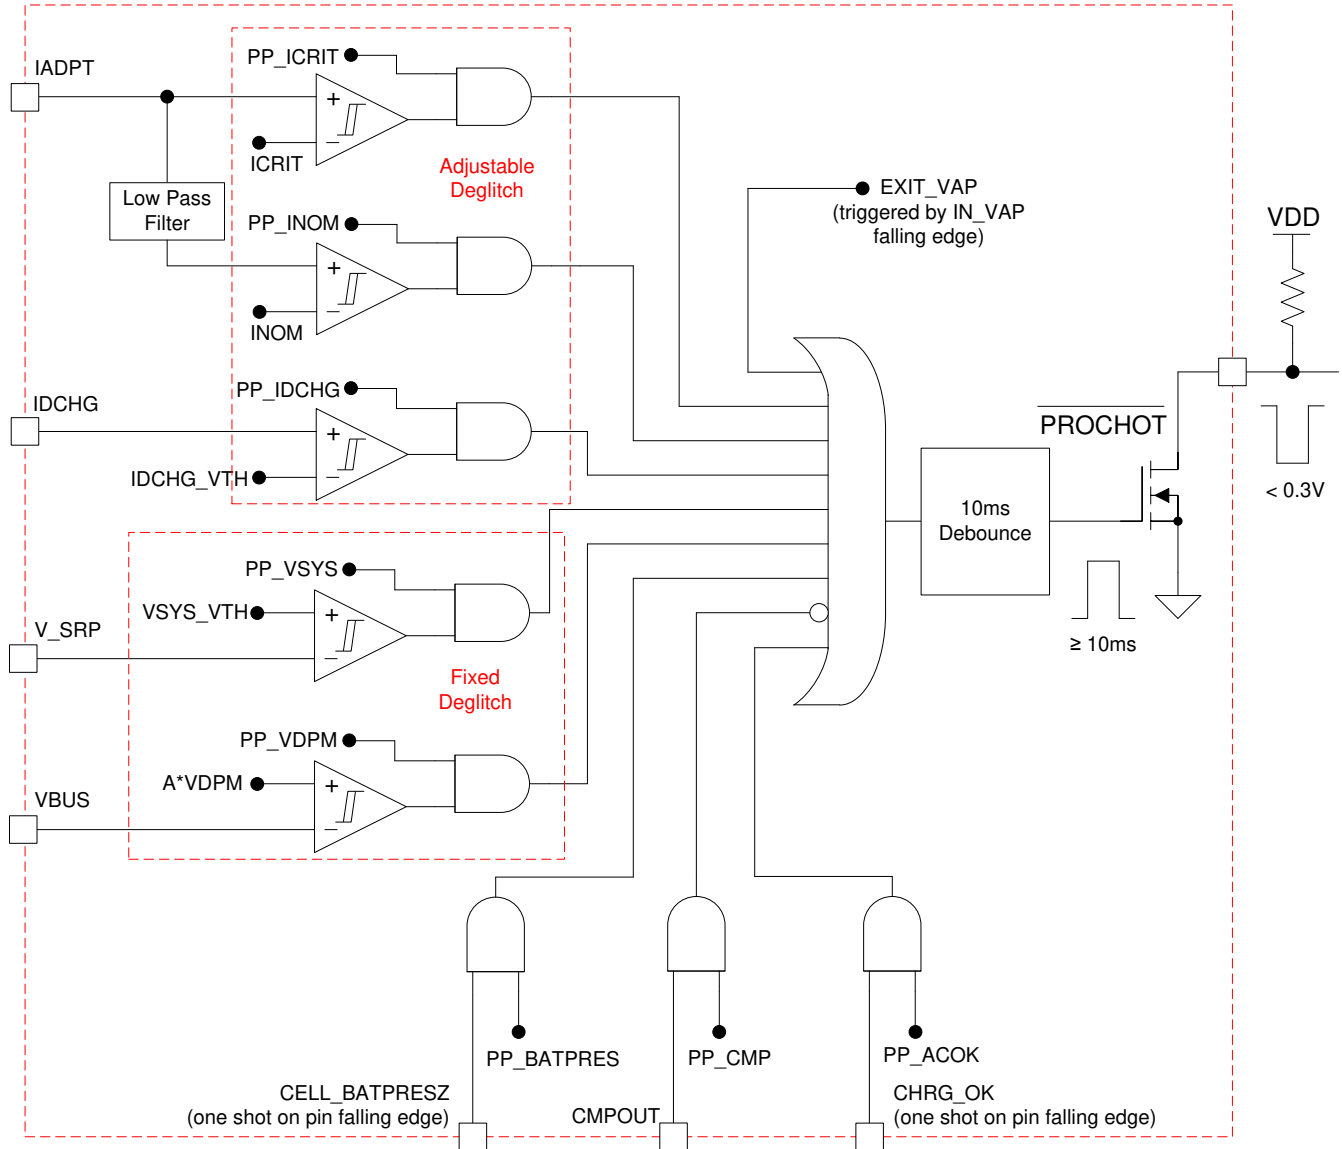 IADPT
PP_ICRIT
+
−
ICRIT
Adjustable
Deglitch
Low Pass
Filter
PP_INOM
+
−
INOM
EXIT_VAP
(triggered by IN_VAP
falling edge)
VDD
IDCHG
PP_IDCHG
+
−
IDCHG_VTH
PROCHOT
< 0.3V
10ms
Debounce
≥ 10ms
PP_VSYS
VSYS_VTH
+
−
V_SRP
Fixed
Deglitch
PP_VDPM
A*VDPM
+
−
VBUS
PP_BATPRES
PP_CMP
PP_ACOK
CELL_BATPRESZ
(one shot on pin falling edge)
CMPOUT
CHRG_OK
(one shot on pin falling edge)